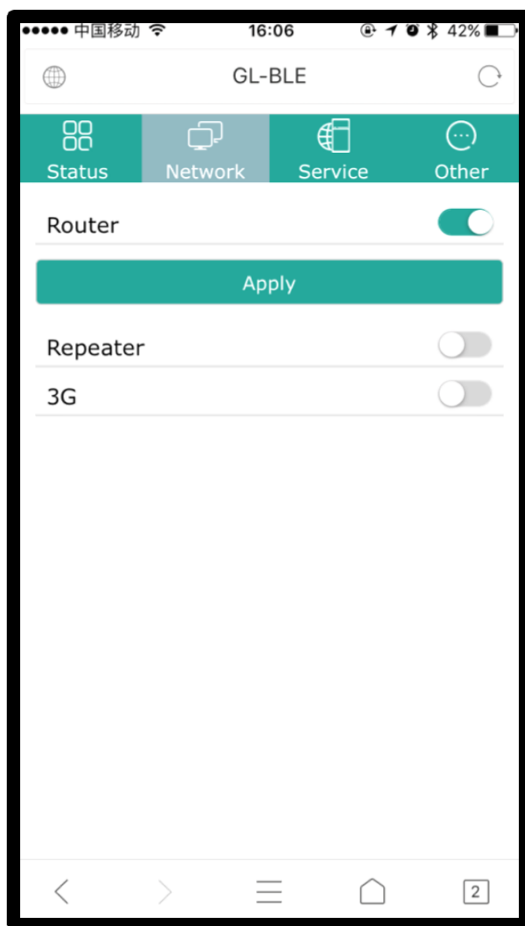 中国移动 16:06 42%
GL-BLE
Status Network Service Other
Router
Apply
Repeater
3G
2